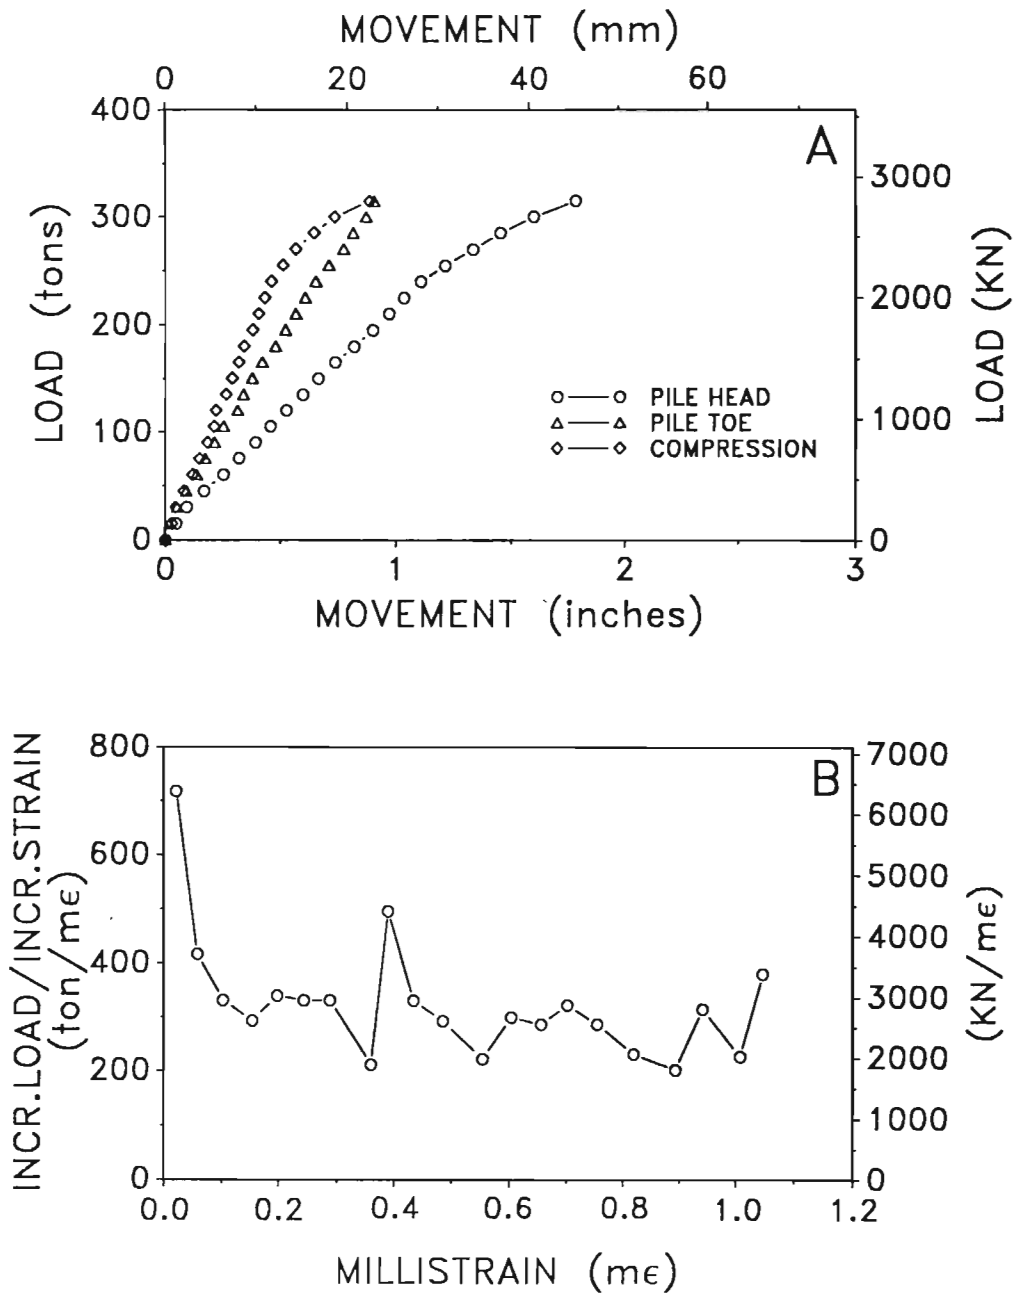 MOVEMENT (mm)
0 20 40 60
400
300
200
100
0
LOAD (tons)
A
3000
2000
1000
0
LOAD (KN)
PILE HEAD
PILE TOE
COMPRESSION
0 1 2 3
MOVEMENT (inches)
INCR.LOAD/INCR.STRAIN
(ton/mϵ)
800
600
400
200
0
B
7000
6000
5000
4000
3000
2000
1000
0
(KN/mϵ)
0.0 0.2 0.4 0.6 0.8 1.0 1.2
MILLISTRAIN (mϵ)